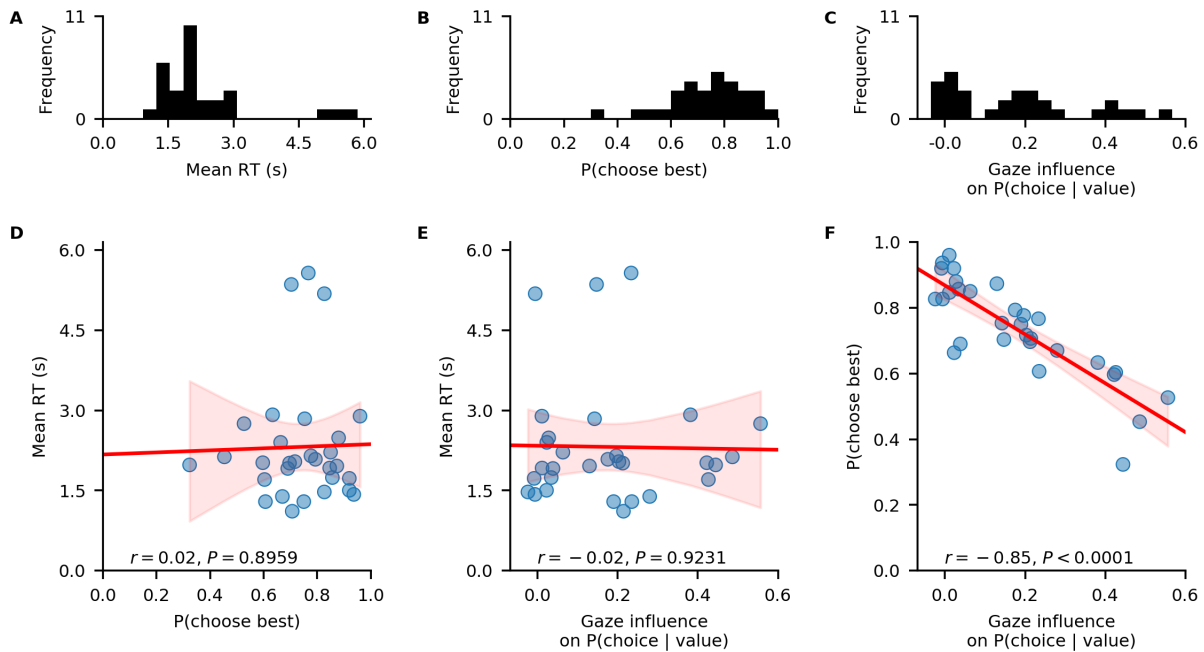 A
B
C
11
Frequency
0
0.0 1.5 3.0 4.5 6.0
Mean RT (s)
11
Frequency
0
0.0 0.2 0.4 0.6 0.8 1.0
P(choose best)
11
Frequency
0
-0.0 0.2 0.4 0.6
Gaze influence
on P(choice | value)
D
6.0
4.5
3.0
1.5
0.0
Mean RT (s)
r = 0.02, P = 0.8959
0.0 0.2 0.4 0.6 0.8 1.0
P(choose best)
E
6.0
4.5
3.0
1.5
0.0
Mean RT (s)
r = −0.02, P = 0.9231
0.0 0.2 0.4 0.6
Gaze influence
on P(choice | value)
F
1.0
0.8
0.6
0.4
0.2
0.0
P(choose best)
r = −0.85, P < 0.0001
0.0 0.2 0.4 0.6
Gaze influence
on P(choice | value)